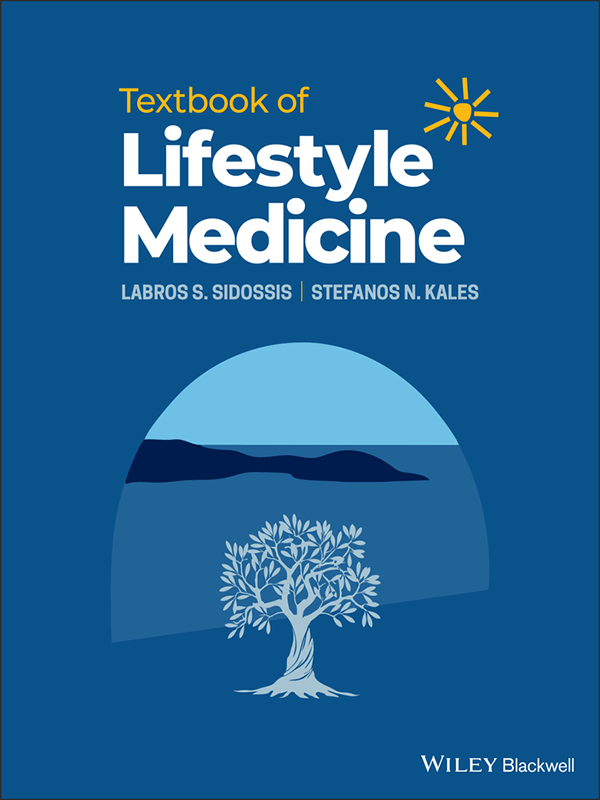 Textbook of
Lifestyle
Medicine
LABROS S. SIDOSSIS | STEFANOS N. KALES
WILEY Blackwell